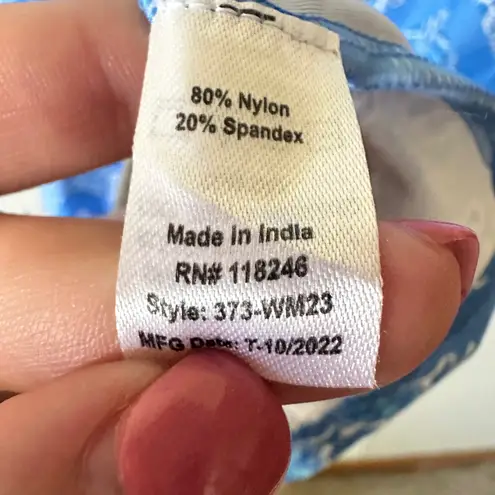 80% Nylon
20% Spandex
Made In India
RN# 118246
Style: 373-WM23
MFG Date: T-10/2022